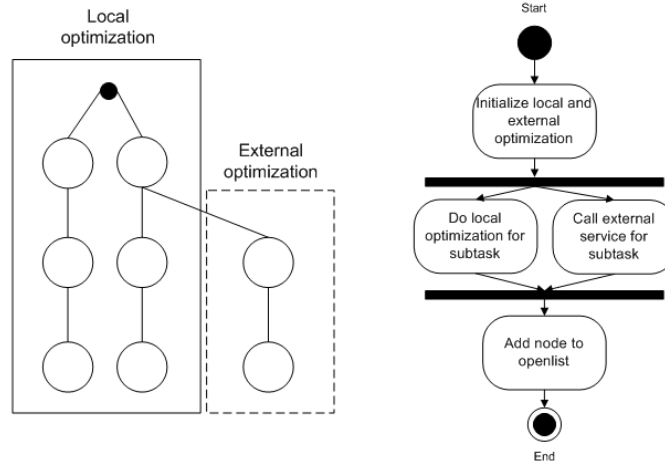 Local
optimization
External
optimization
Start
Initialize local and
external
optimization
Do local
optimization for
subtask
Call external
service for
subtask
Add node to
openlist
End